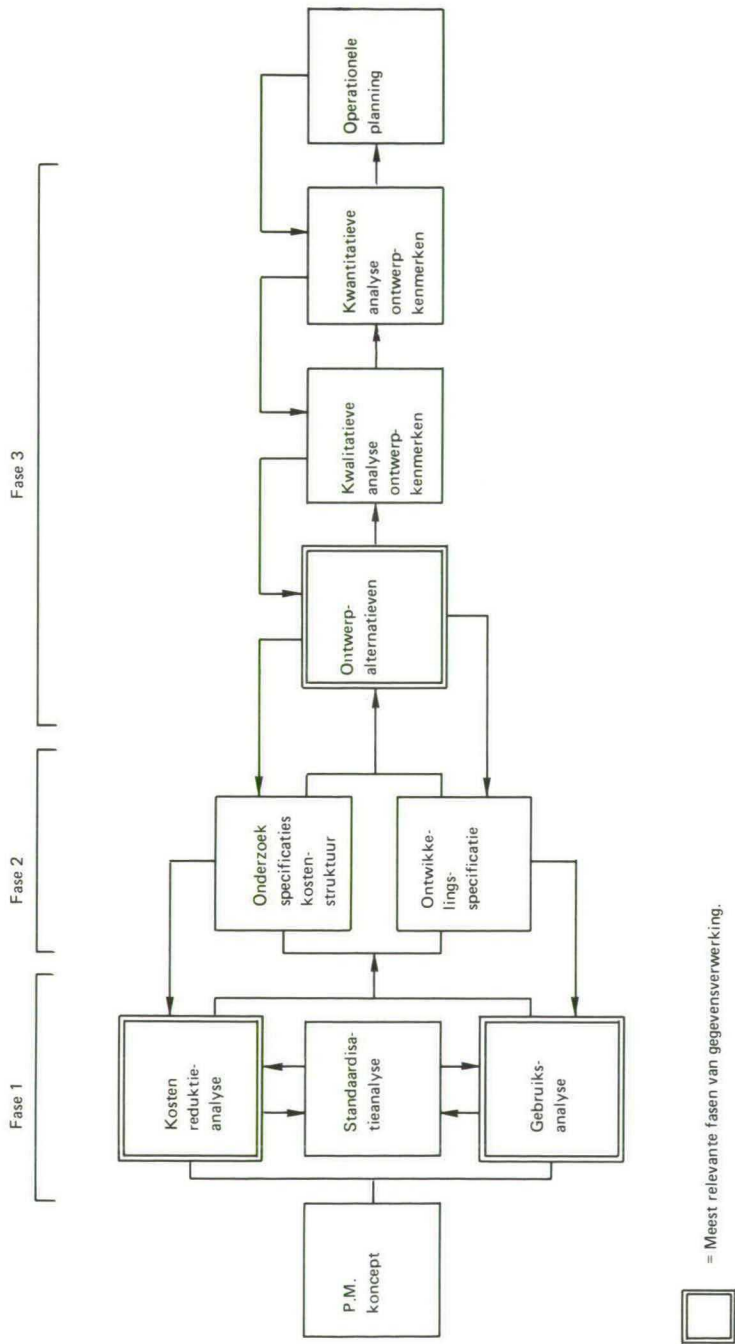 Fase 1
Fase 2
Fase 3
P.M.
koncept
Kosten
reduktie-
analyse
Standaardisa-
tieanalyse
Gebruiks-
analyse
Onderzoek
specificaties
kosten-
struktuur
Ontwikke-
lings-
specificatie
Ontwerp-
alternatieven
Kwalitatieve
analyse
ontwerp-
kenmerken
Kwantitatieve
analyse
ontwerp-
kenmerken
Operationele
planning
= Meest relevante fasen van gegevensverwerking.